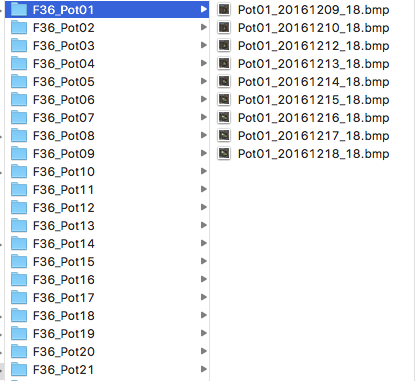 F36_Pot01
F36_Pot02
F36_Pot03
F36_Pot04
F36_Pot05
F36_Pot06
F36_Pot07
F36_Pot08
F36_Pot09
F36_Pot10
F36_Pot11
F36_Pot12
F36_Pot13
F36_Pot14
F36_Pot15
F36_Pot16
F36_Pot17
F36_Pot18
F36_Pot19
F36_Pot20
F36_Pot21
Pot01_20161209_18.bmp
Pot01_20161210_18.bmp
Pot01_20161212_18.bmp
Pot01_20161213_18.bmp
Pot01_20161214_18.bmp
Pot01_20161215_18.bmp
Pot01_20161216_18.bmp
Pot01_20161217_18.bmp
Pot01_20161218_18.bmp